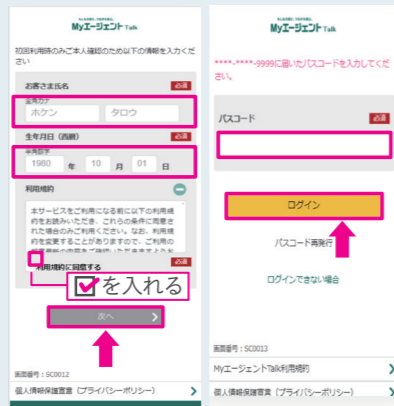 Myエージェント Talk
初回利用時のみご本人確認のため以下の情報を入力くだ
さい
お客さま氏名
必須
全角カナ
ホケン
タロウ
生年月日（西暦）
必須
半角数字
1980 年 10 月 01 日
利用規約
本サービスをご利用になる前に以下の利用規
約をお読みいただき、これらの条件に同意さ
れた場合のみご利用ください。なお、利用規
約を変更することがありますので、ご利用の
必須
利用規約に同意する
を入れる
次へ
画面番号：SC0012
個人情報保護宣言（プライバシーポリシー）
Myエージェント Talk
****-****-9999に届いたパスコードを入力してくだ
さい。
パスコード
必須
ログイン
パスコード再発行
ログインできない場合
画面番号：SC0013
MyエージェントTalk利用規約
個人情報保護宣言（プライバシーポリシー）